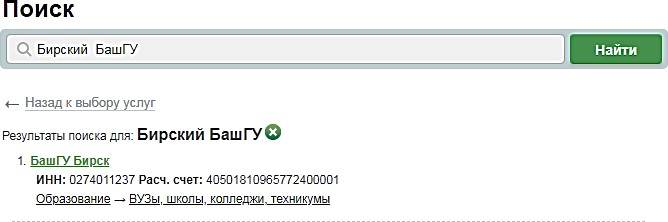 Поиск
Бирский БашГУ
Найти
← Назад к выбору услуг
Результаты поиска для: Бирский БашГУ
1. БашГУ Бирск
ИНН: 0274011237 Расч. счет: 40501810965772400001
Образование → ВУЗы, школы, колледжи, техникумы